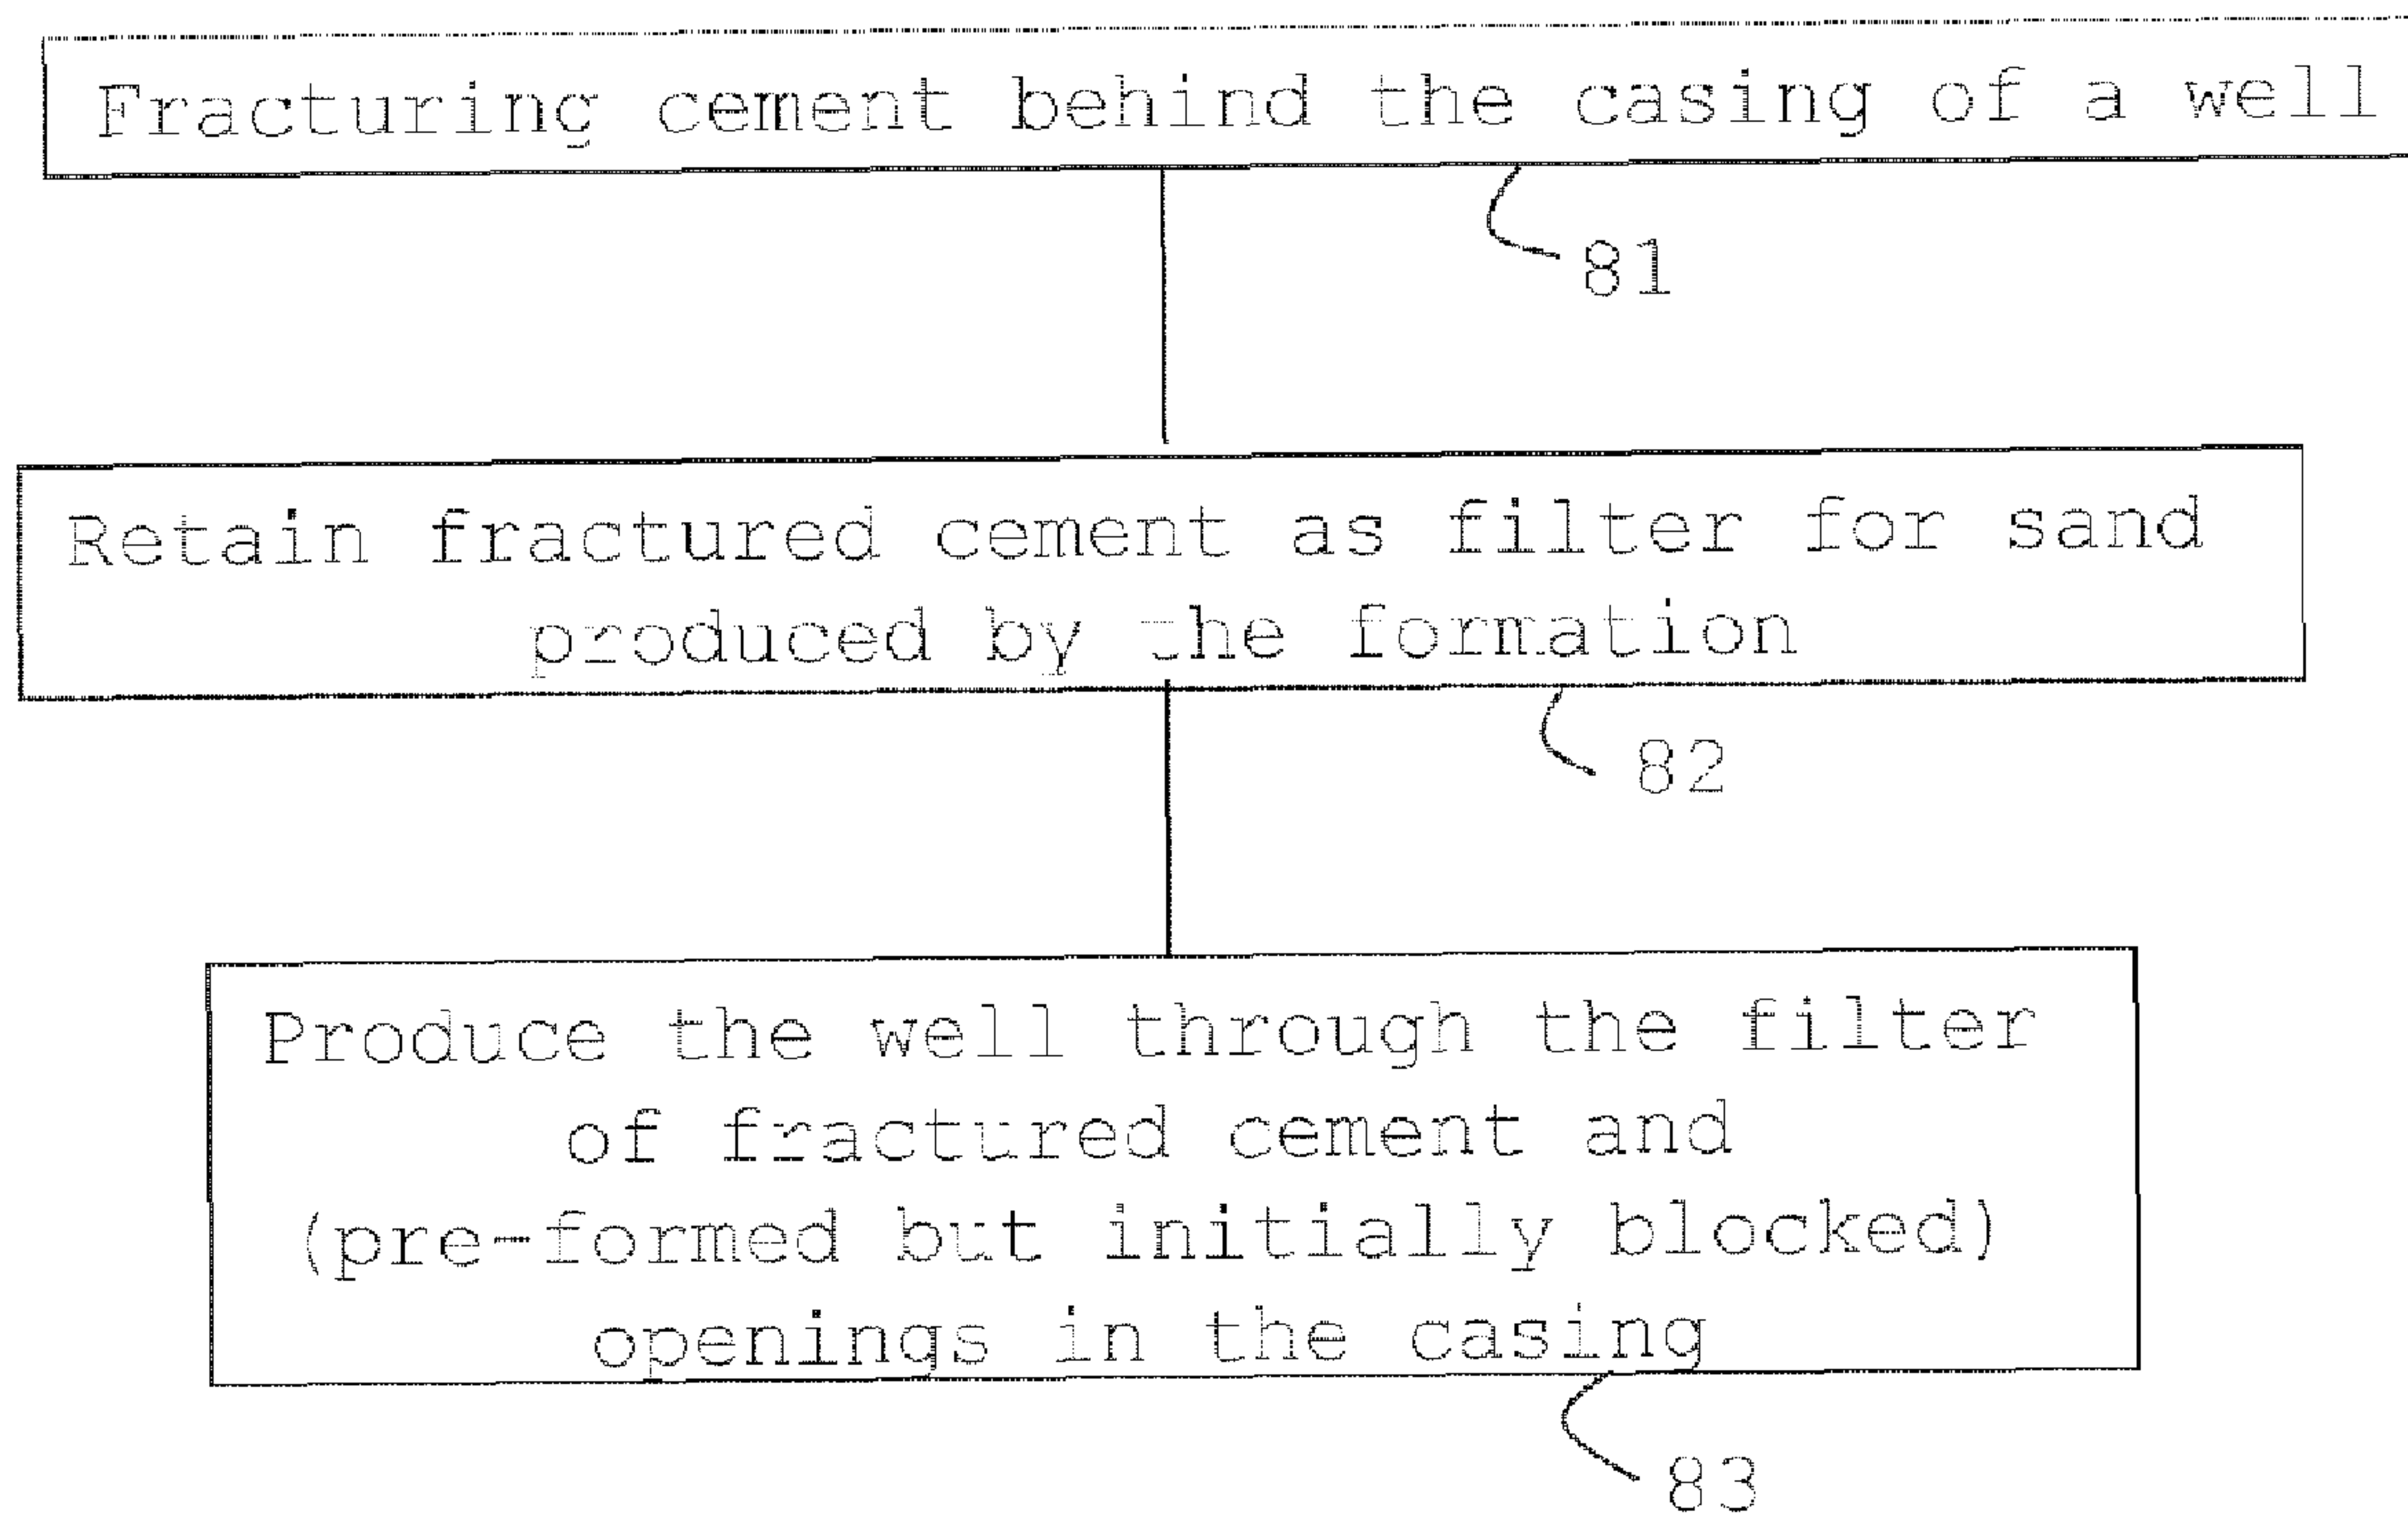 Fracturing cement behind the casing of a well
81
Retain fractured cement as filter for sand
produced by the formation
82
Produce the well through the filter
of fractured cement and
(pre-formed but initially blocked)
openings in the casing
83